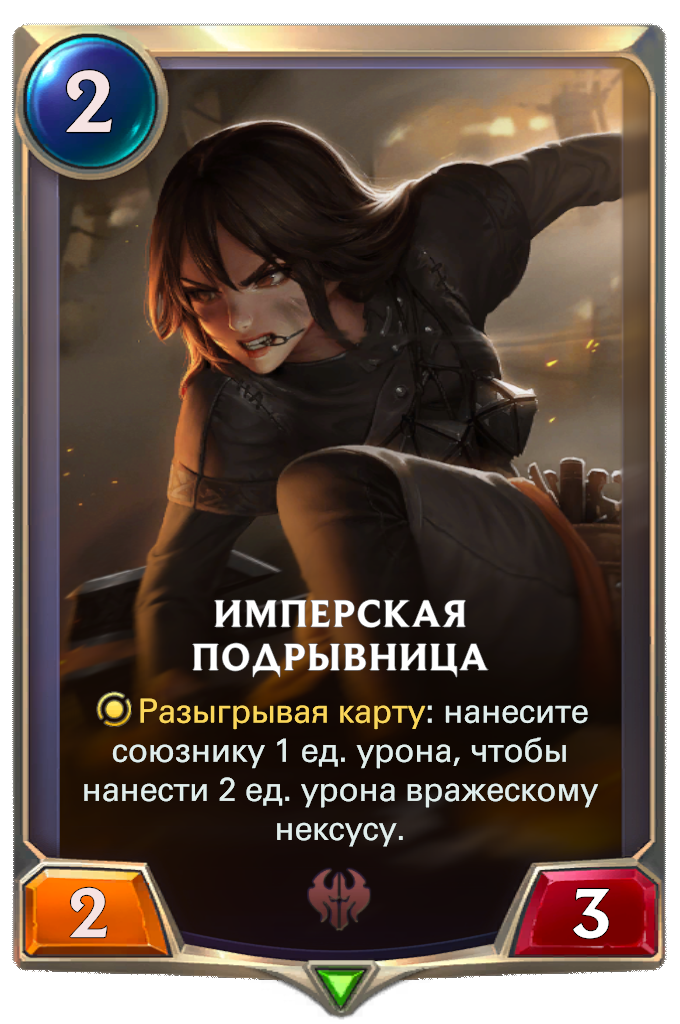 2
ИМПЕРСКАЯ
ПОДРЫВНИЦА
Разыгрывая карту: нанесите
союзнику 1 ед. урона, чтобы
нанести 2 ед. урона вражескому
нексусу.
2
3